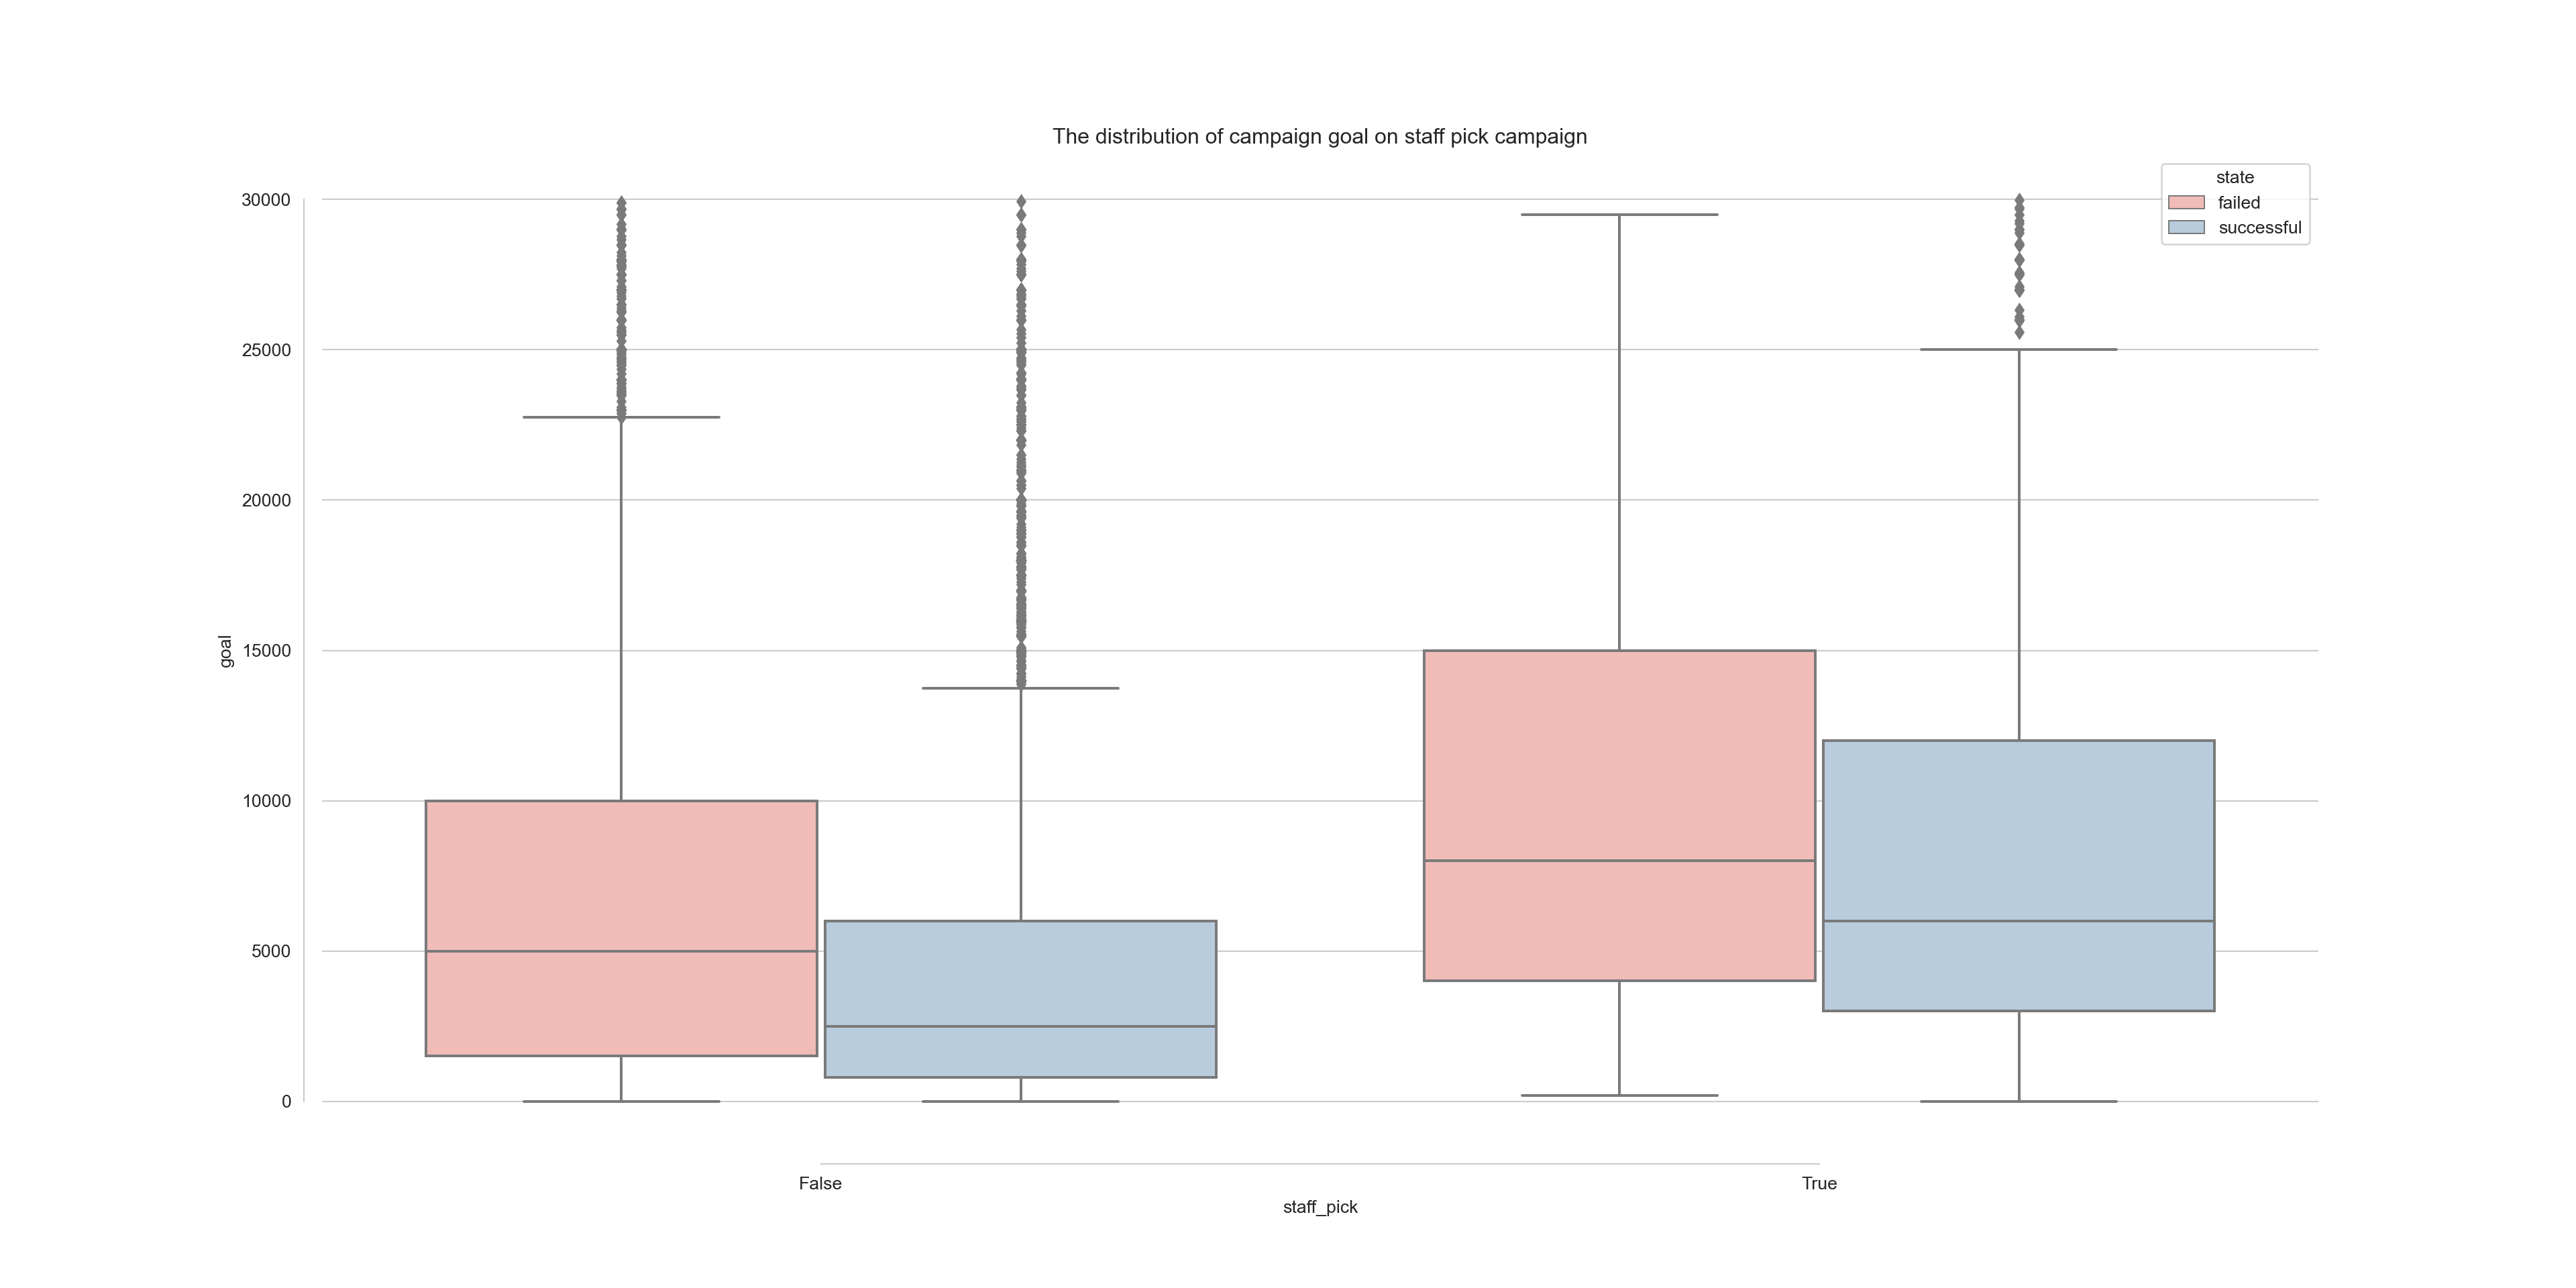 The distribution of campaign goal on staff pick campaign
state
failed
successful
30000
25000
20000
15000
10000
5000
0
goal
False
True
staff_pick